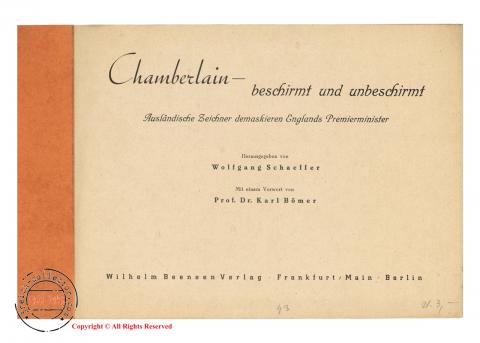 Chamberlain—
beschirmt und unbeschirmt
Ausländische Zeichner demaskieren Englands Premierminister
Herausgegeben von
Wolfgang Schaeffer
Mit einem Vorwort von
Prof. Dr. Karl Bömer
Wilhelm Beensen Verlag · Frankfurt/Main · Berlin
Copyright © All Rights Reserved